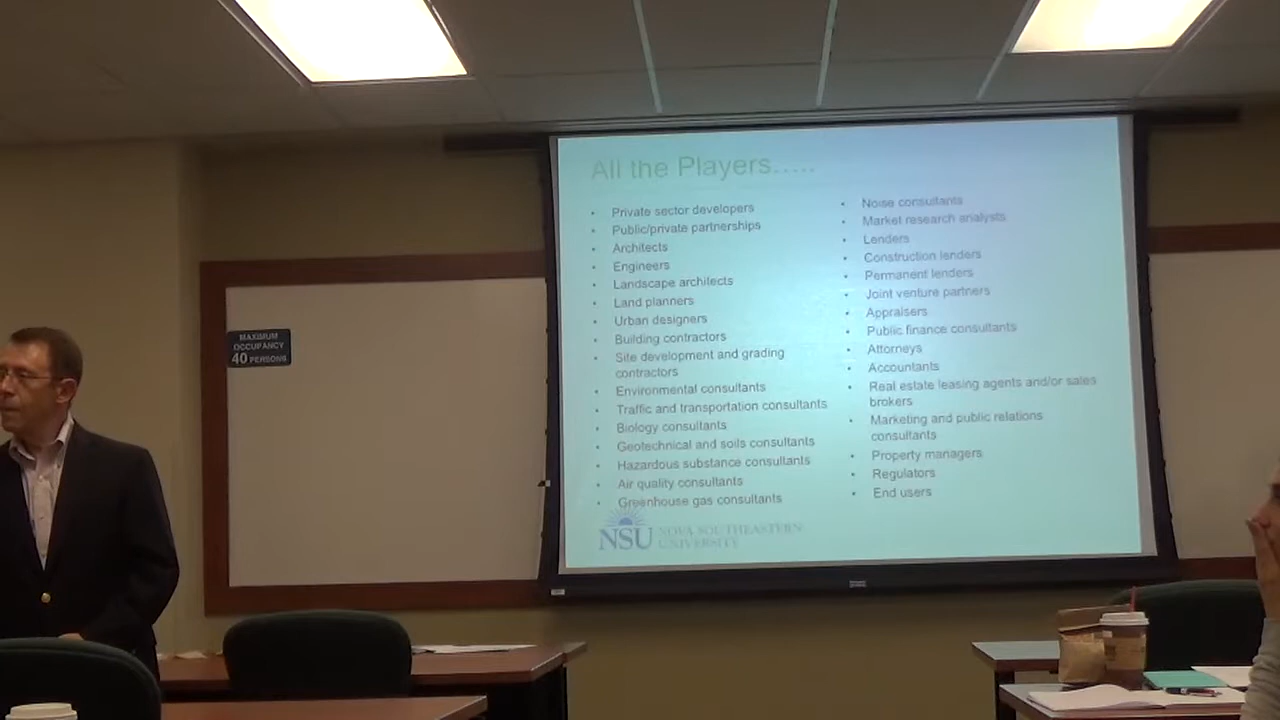 All the Players.....
• Private sector developers
• Public/private partnerships
• Architects
• Engineers
• Landscape architects
• Land planners
• Urban designers
• Building contractors
• Site development and grading
contractors
• Environmental consultants
• Traffic and transportation consultants
• Biology consultants
• Geotechnical and soils consultants
• Hazardous substance consultants
• Air quality consultants
• Greenhouse gas consultants
• Noise consultants
• Market research analysts
• Lenders
• Construction lenders
• Permanent lenders
• Joint venture partners
• Appraisers
• Public finance consultants
• Attorneys
• Accountants
• Real estate leasing agents and/or sales
brokers
• Marketing and public relations
consultants
• Property managers
• Regulators
• End users
NSU NOVA SOUTHEASTERN
UNIVERSITY
MAXIMUM
OCCUPANCY
40 PERSONS